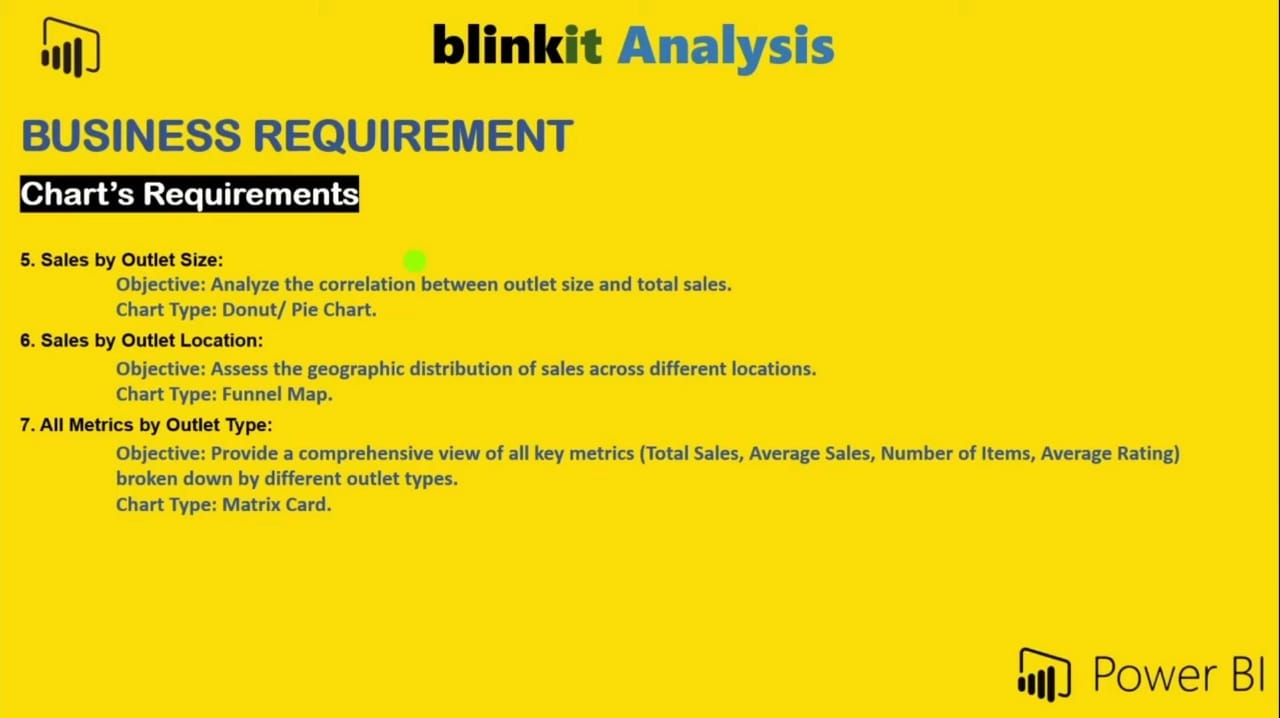 blinkit Analysis
BUSINESS REQUIREMENT
Chart’s Requirements
5. Sales by Outlet Size:
Objective: Analyze the correlation between outlet size and total sales.
Chart Type: Donut/ Pie Chart.
6. Sales by Outlet Location:
Objective: Assess the geographic distribution of sales across different locations.
Chart Type: Funnel Map.
7. All Metrics by Outlet Type:
Objective: Provide a comprehensive view of all key metrics (Total Sales, Average Sales, Number of Items, Average Rating)
broken down by different outlet types.
Chart Type: Matrix Card.
Power BI